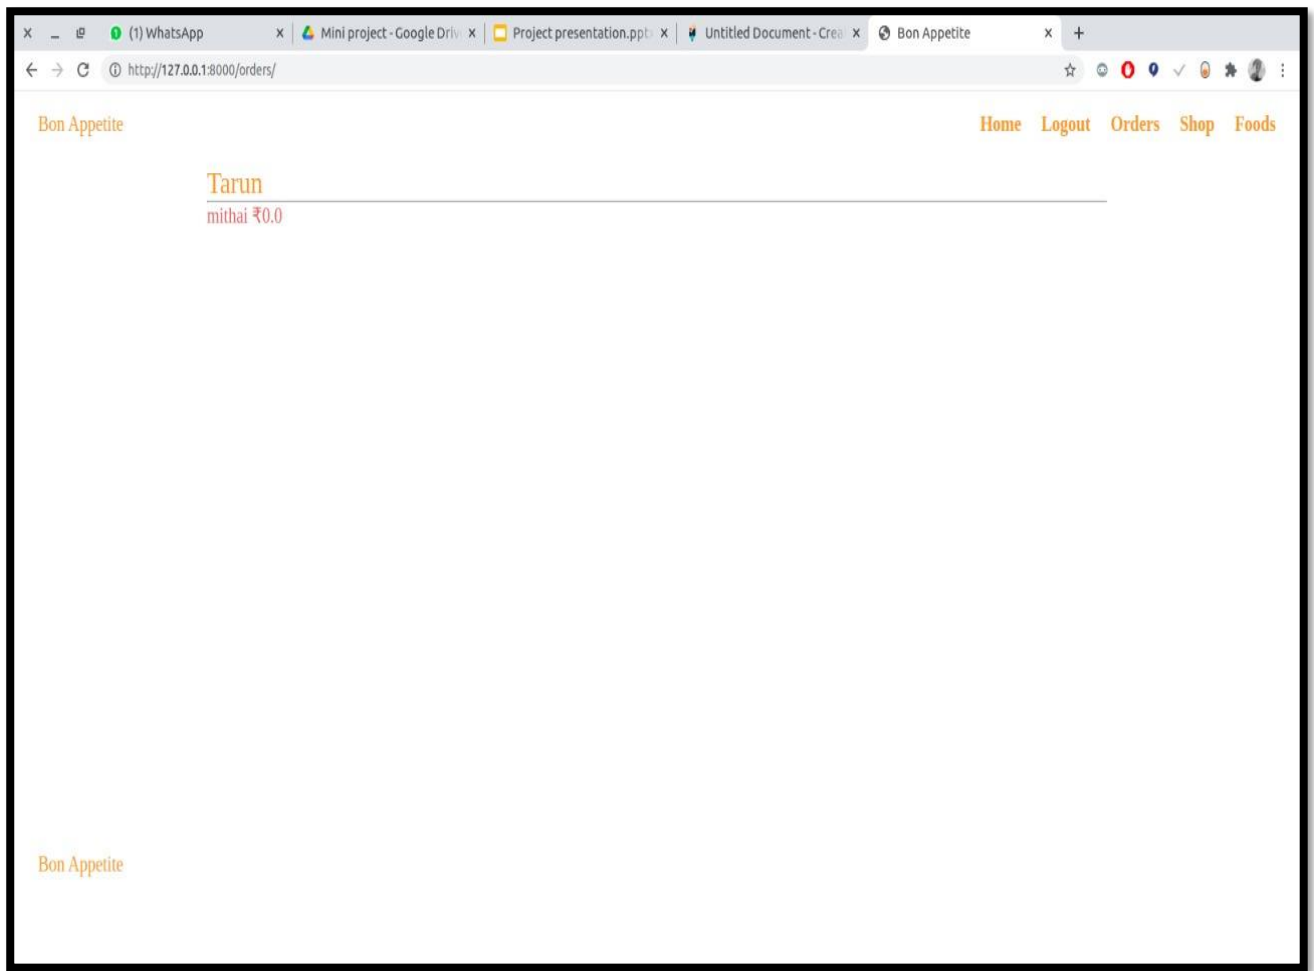 (1) WhatsApp Mini project - Google Driv Project presentation.ppt Untitled Document - Crea Bon Appetite
http://127.0.0.1:8000/orders/
Bon Appetite Home Logout Orders Shop Foods
Tarun
mithai ₹0.0
Bon Appetite